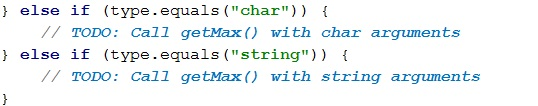 } else if (type.equals("char")) {
// TODO: Call getMax() with char arguments
} else if (type.equals("string")) {
// TODO: Call getMax() with string arguments
}